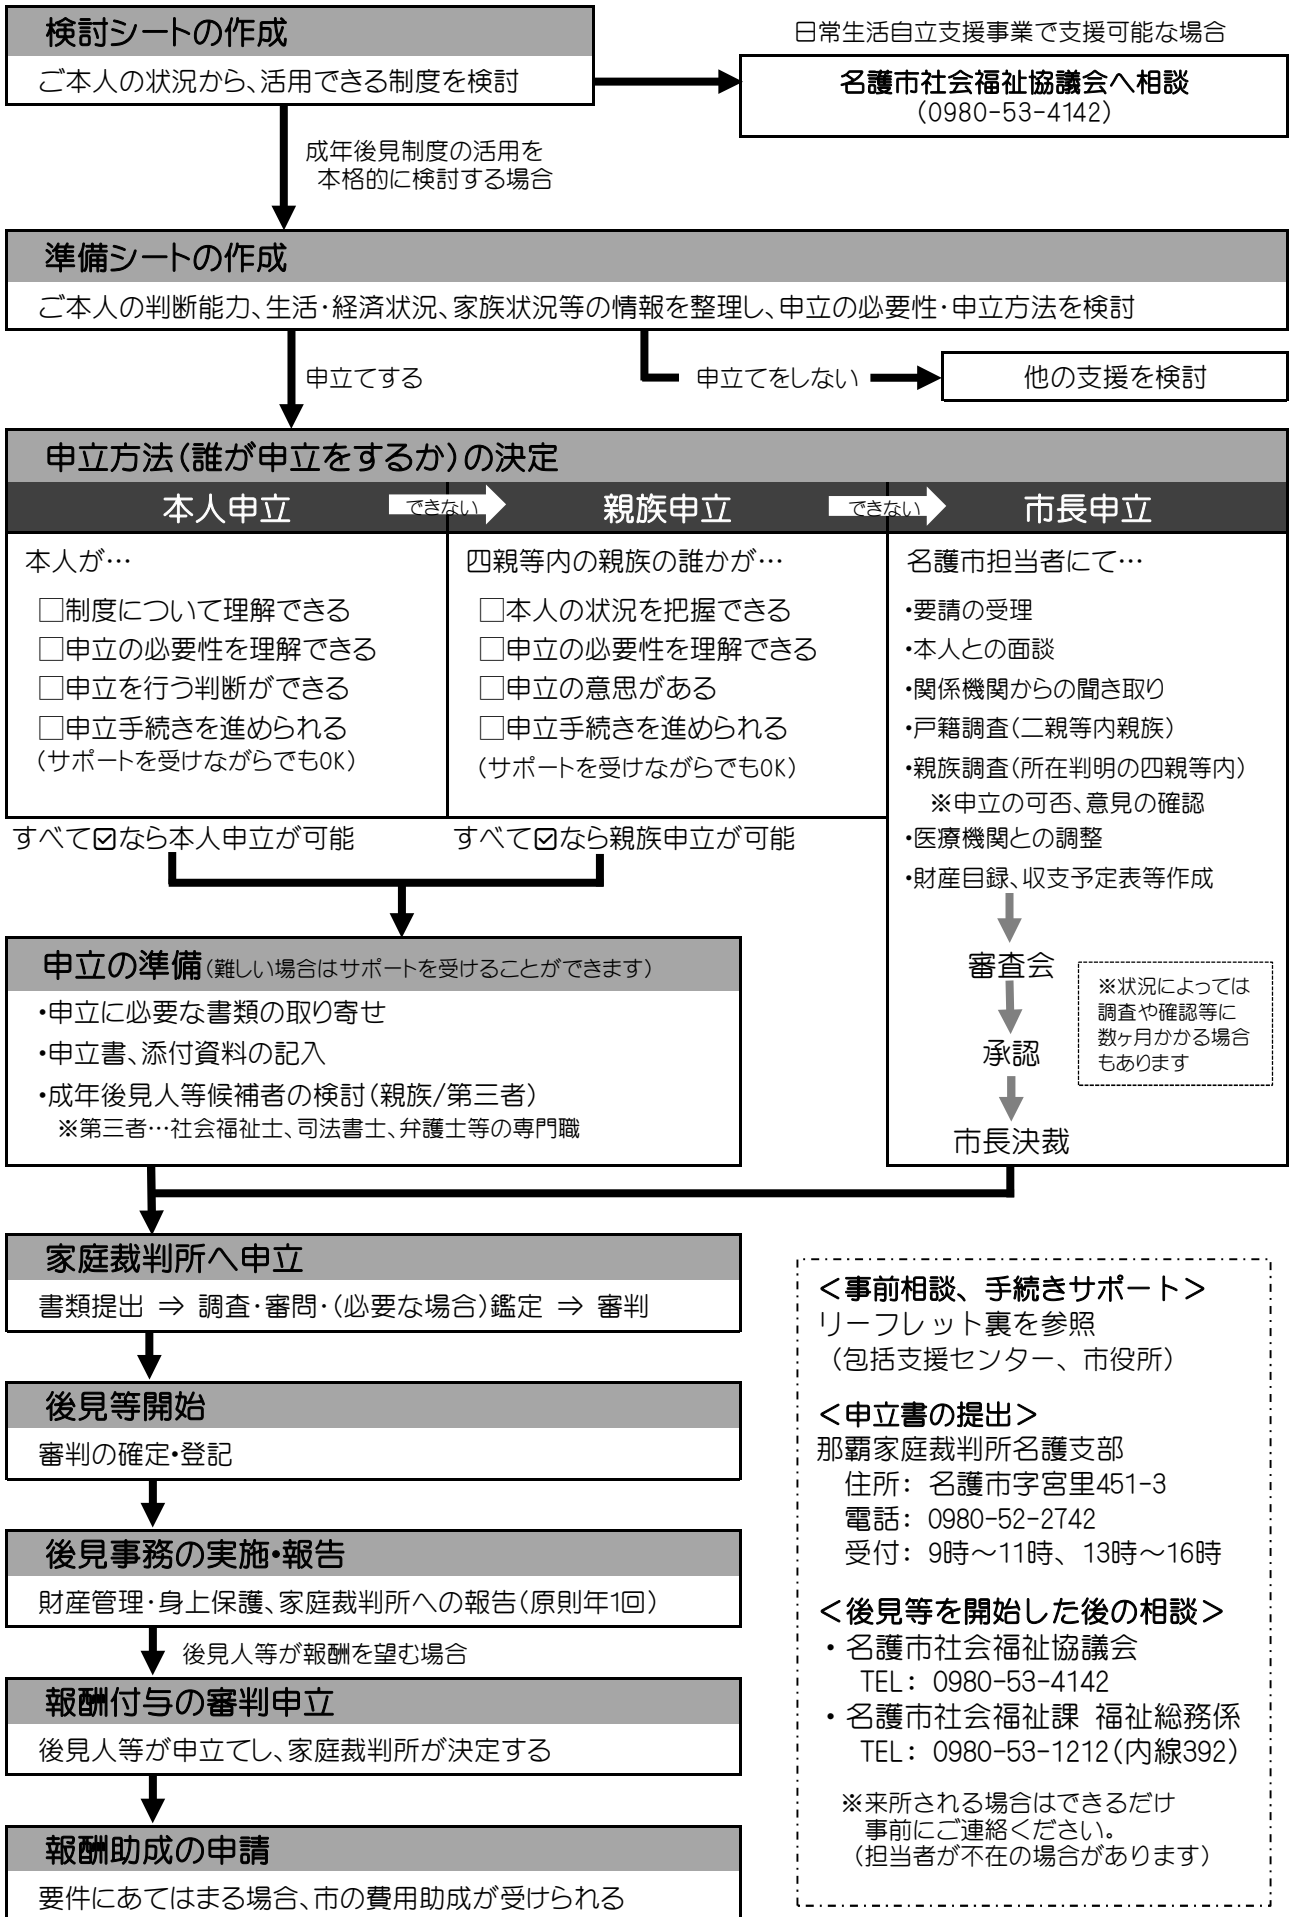 検討シートの作成
ご本人の状況から、活用できる制度を検討
日常生活自立支援事業で支援可能な場合
名護市社会福祉協議会へ相談
（0980-53-4142）
成年後見制度の活用を
本格的に検討する場合
準備シートの作成
ご本人の判断能力、生活・経済状況、家族状況等の情報を整理し、申立の必要性・申立方法を検討
申立てする
申立てをしない
他の支援を検討
申立方法（誰が申立をするか）の決定
本人申立
できない
親族申立
できない
市長申立
本人が…
□制度について理解できる
□申立の必要性を理解できる
□申立を行う判断ができる
□申立手続きを進められる
（サポートを受けながらでもOK）
四親等内の親族の誰かが…
□本人の状況を把握できる
□申立の必要性を理解できる
□申立の意思がある
□申立手続きを進められる
（サポートを受けながらでもOK）
名護市担当者にて…
・要請の受理
・本人との面談
・関係機関からの聞き取り
・戸籍調査（二親等内親族）
・親族調査（所在判明の四親等内）
※申立の可否、意見の確認
・医療機関との調整
・財産目録、収支予定表等作成
審査会
承認
市長決裁
※状況によっては
調査や確認等に
数ヶ月かかる場合
もあります
すべて☑なら本人申立が可能
すべて☑なら親族申立が可能
申立の準備（難しい場合はサポートを受けることができます）
・申立に必要な書類の取り寄せ
・申立書、添付資料の記入
・成年後見人等候補者の検討（親族/第三者）
※第三者…社会福祉士、司法書士、弁護士等の専門職
家庭裁判所へ申立
書類提出 ⇒ 調査・審問・（必要な場合）鑑定 ⇒ 審判
後見等開始
審判の確定・登記
後見事務の実施・報告
財産管理・身上保護、家庭裁判所への報告（原則年1回）
後見人等が報酬を望む場合
報酬付与の審判申立
後見人等が申立てし、家庭裁判所が決定する
報酬助成の申請
要件にあてはまる場合、市の費用助成が受けられる
＜事前相談、手続きサポート＞
リーフレット裏を参照
（包括支援センター、市役所）
＜申立書の提出＞
那覇家庭裁判所名護支部
住所： 名護市字宮里451-3
電話： 0980-52-2742
受付： 9時～11時、13時～16時
＜後見等を開始した後の相談＞
・名護市社会福祉協議会
TEL： 0980-53-4142
・名護市社会福祉課 福祉総務係
TEL： 0980-53-1212（内線392）
※来所される場合はできるだけ
事前にご連絡ください。
（担当者が不在の場合があります）